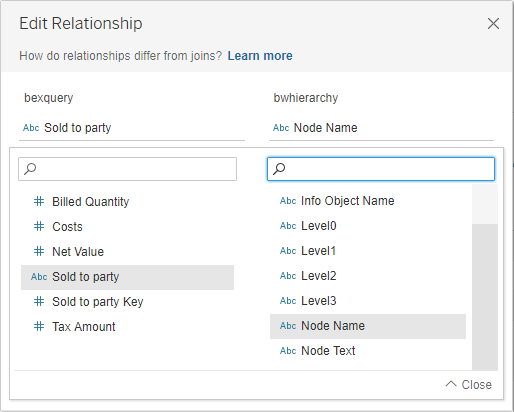 Edit Relationship
How do relationships differ from joins? Learn more
bexquery bwhierarchy
Abc Sold to party Abc Node Name
# Billed Quantity Abc Info Object Name
# Costs Abc Level0
# Net Value Abc Level1
Abc Sold to party Abc Level2
# Sold to party Key Abc Level3
# Tax Amount Abc Node Name
Abc Node Text
Close